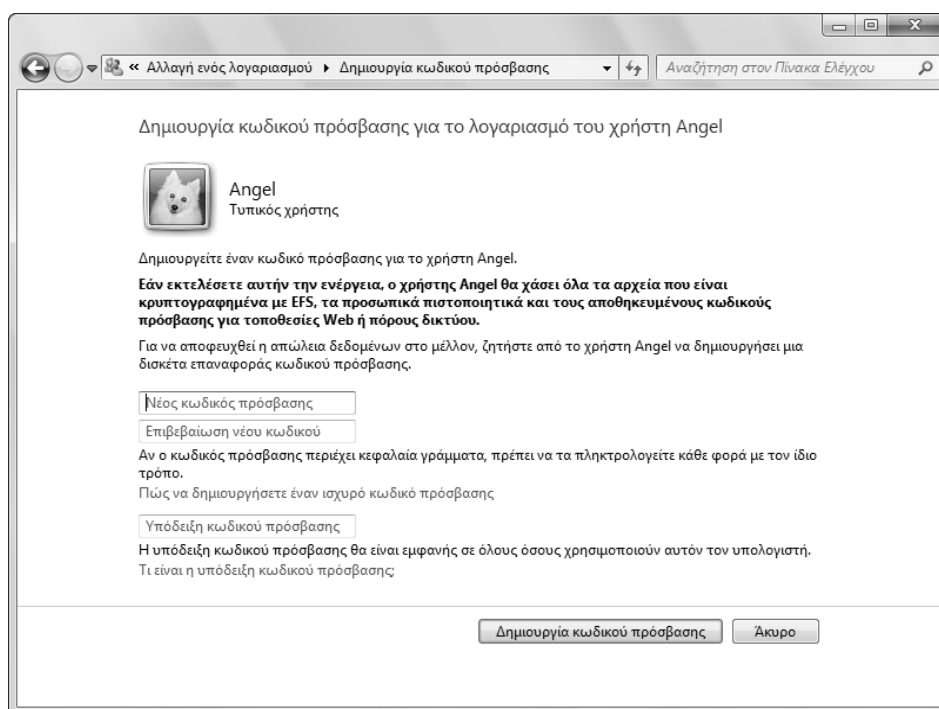 « Αλλαγή ενός λογαριασμού ▸ Δημιουργία κωδικού πρόσβασης
Αναζήτηση στον Πίνακα Ελέγχου
Δημιουργία κωδικού πρόσβασης για το λογαριασμό του χρήστη Angel
Angel
Τυπικός χρήστης
Δημιουργείτε έναν κωδικό πρόσβασης για το χρήστη Angel.
Εάν εκτελέσετε αυτήν την ενέργεια, ο χρήστης Angel θα χάσει όλα τα αρχεία που είναι
κρυπτογραφημένα με EFS, τα προσωπικά πιστοποιητικά και τους αποθηκευμένους κωδικούς
πρόσβασης για τοποθεσίες Web ή πόρους δικτύου.
Για να αποφευχθεί η απώλεια δεδομένων στο μέλλον, ζητήστε από το χρήστη Angel να δημιουργήσει μια
δισκέτα επαναφοράς κωδικού πρόσβασης.
Νέος κωδικός πρόσβασης
Επιβεβαίωση νέου κωδικού
Αν ο κωδικός πρόσβασης περιέχει κεφαλαία γράμματα, πρέπει να τα πληκτρολογείτε κάθε φορά με τον ίδιο
τρόπο.
Πώς να δημιουργήσετε έναν ισχυρό κωδικό πρόσβασης
Υπόδειξη κωδικού πρόσβασης
Η υπόδειξη κωδικού πρόσβασης θα είναι εμφανής σε όλους όσους χρησιμοποιούν αυτόν τον υπολογιστή.
Τι είναι η υπόδειξη κωδικού πρόσβασης;
Δημιουργία κωδικού πρόσβασης
Άκυρο